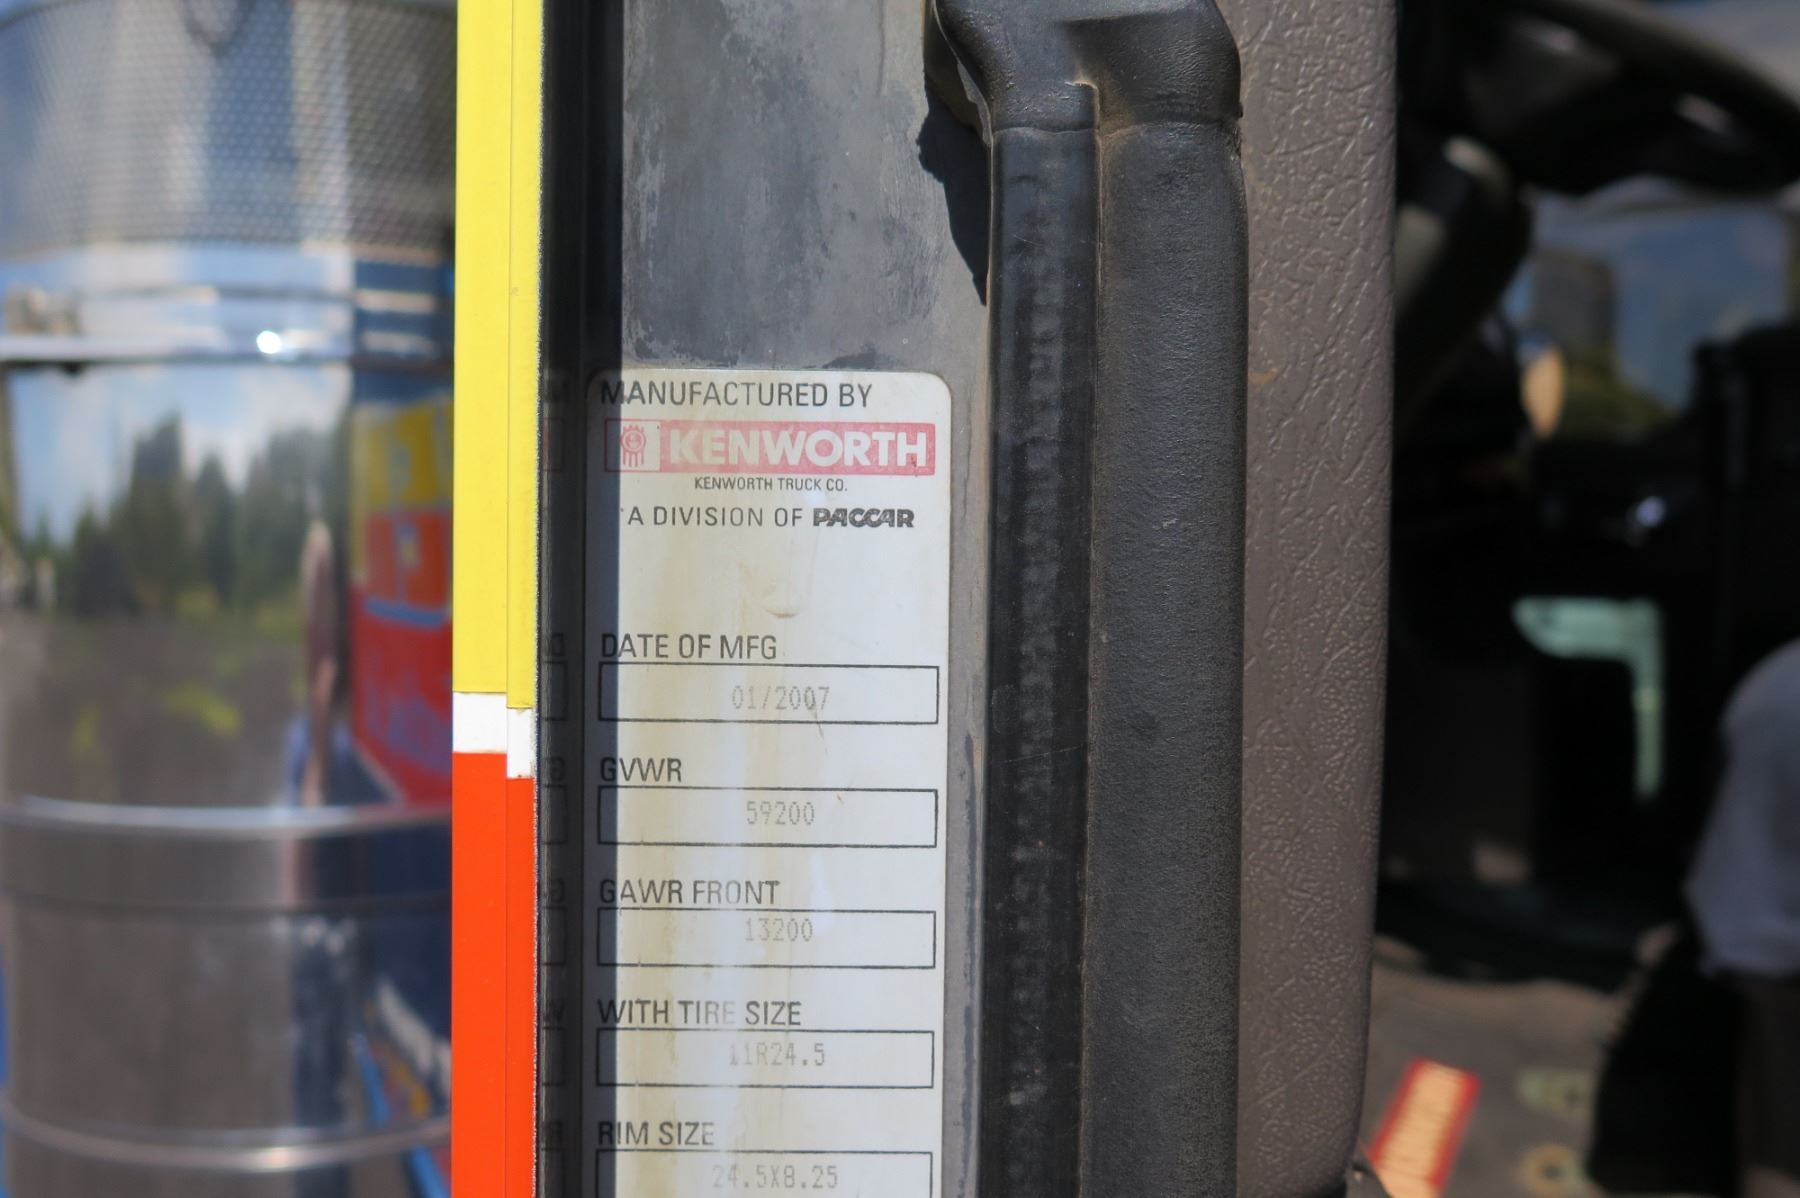 MANUFACTURED BY
KENWORTH
KENWORTH TRUCK CO.
A DIVISION OF PACCAR
DATE OF MFG
01/2007
GVWR
59200
GAWR FRONT
13200
WITH TIRE SIZE
11R24.5
RIM SIZE
24.5X8.25